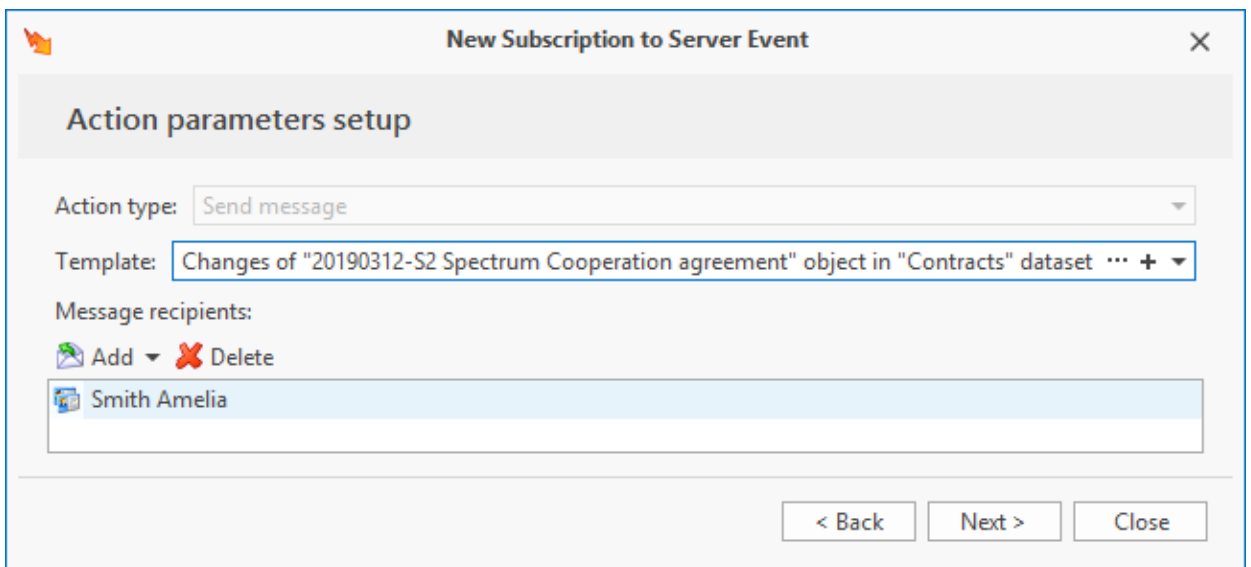 New Subscription to Server Event
Action parameters setup
Action type: Send message
Template: Changes of "20190312-S2 Spectrum Cooperation agreement" object in "Contracts" dataset ··· +
Message recipients:
Add Delete
Smith Amelia
< Back Next > Close